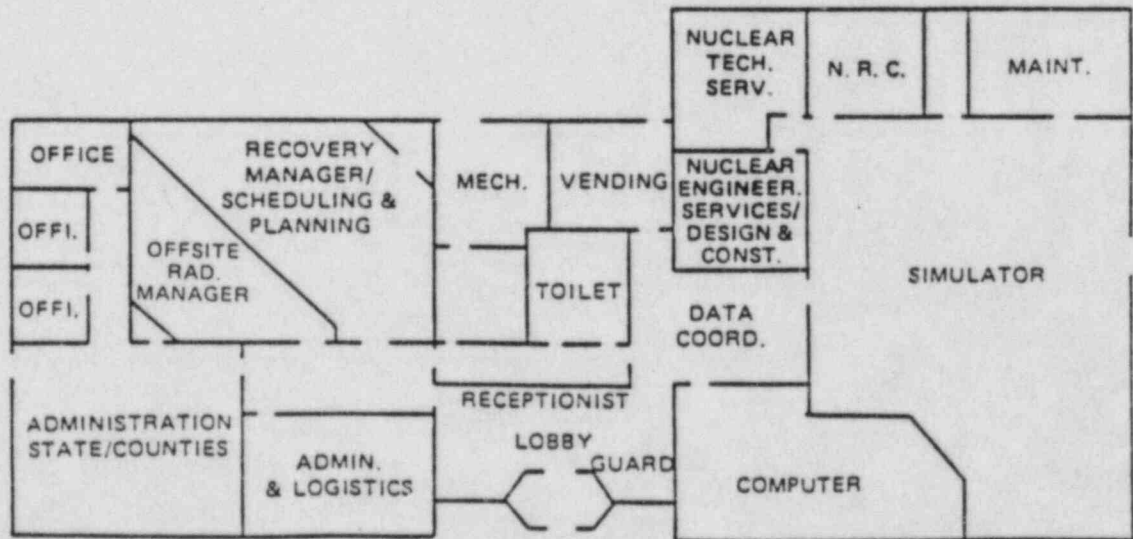 NUCLEAR
TECH.
SERV.
N. R. C.
MAINT.
OFFICE
RECOVERY
MANAGER/
SCHEDULING &
PLANNING
MECH.
VENDING
NUCLEAR
ENGINEER.
SERVICES/
DESIGN &
CONST.
OFFI.
OFFSITE
RAD.
MANAGER
OFFI.
TOILET
SIMULATOR
DATA
COORD.
RECEPTIONIST
ADMINISTRATION
STATE/COUNTIES
ADMIN.
& LOGISTICS
LOBBY
GUARD
COMPUTER